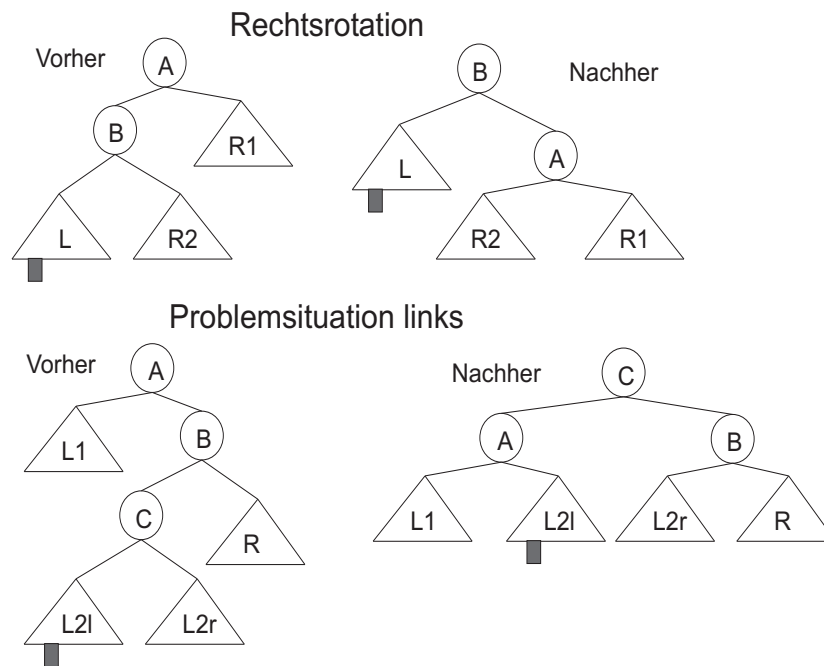 Rechtsrotation
Vorher A B Nachher
B R1 L A
L R2 R2 R1
Problemsituation links
Vorher A Nachher C
L1 B A B
C R L1 L2l L2r R
L2l L2r